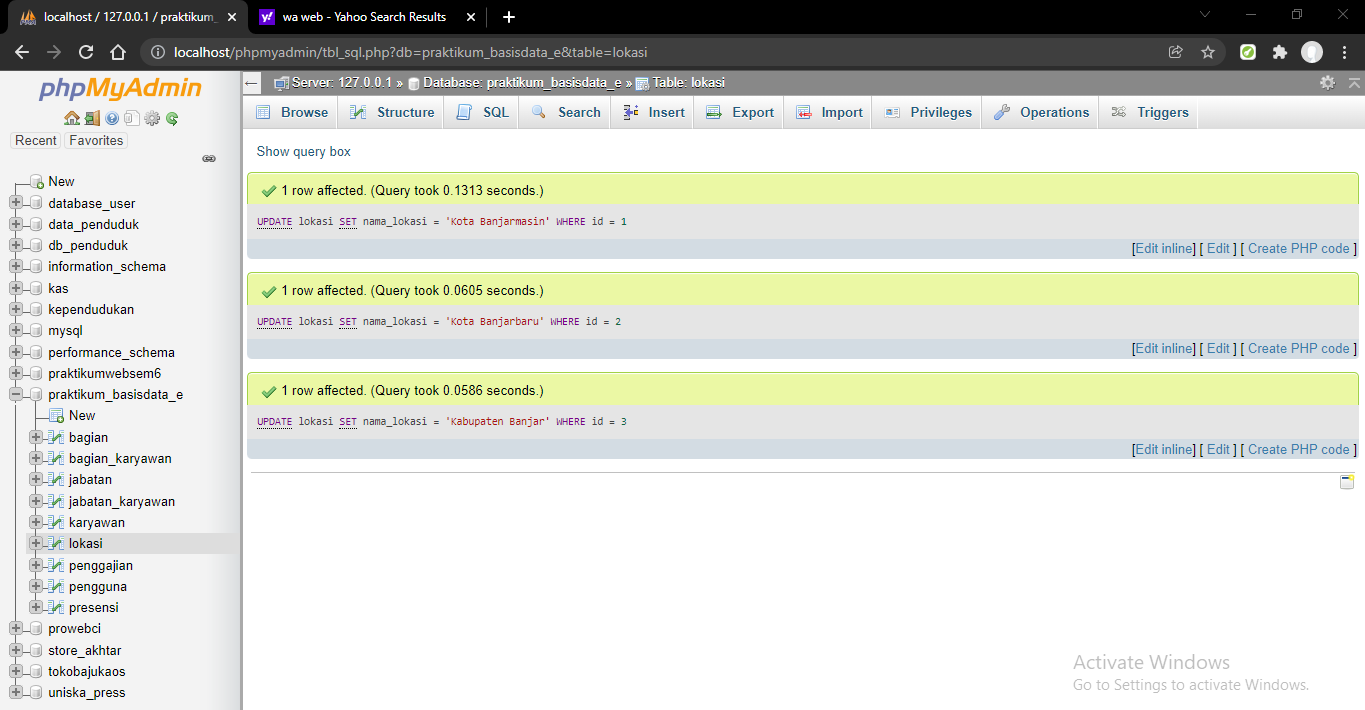 localhost / 127.0.0.1 / praktikum_
wa web - Yahoo Search Results
localhost/phpmyadmin/tbl_sql.php?db=praktikum_basisdata_e&table=lokasi
phpMyAdmin
Recent Favorites
New
database_user
data_penduduk
db_penduduk
information_schema
kas
kependudukan
mysql
performance_schema
praktikumwebsem6
praktikum_basisdata_e
New
bagian
bagian_karyawan
jabatan
jabatan_karyawan
karyawan
lokasi
penggajian
pengguna
presensi
prowebci
store_akhtar
tokobajukaos
uniska_press
Server: 127.0.0.1 » Database: praktikum_basisdata_e » Table: lokasi
Browse Structure SQL Search Insert Export Import Privileges Operations Triggers
Show query box
1 row affected. (Query took 0.1313 seconds.)
UPDATE lokasi SET nama_lokasi = 'Kota Banjarmasin' WHERE id = 1
[Edit inline] [ Edit ] [ Create PHP code ]
1 row affected. (Query took 0.0605 seconds.)
UPDATE lokasi SET nama_lokasi = 'Kota Banjarbaru' WHERE id = 2
[Edit inline] [ Edit ] [ Create PHP code ]
1 row affected. (Query took 0.0586 seconds.)
UPDATE lokasi SET nama_lokasi = 'Kabupaten Banjar' WHERE id = 3
[Edit inline] [ Edit ] [ Create PHP code ]
Activate Windows
Go to Settings to activate Windows.